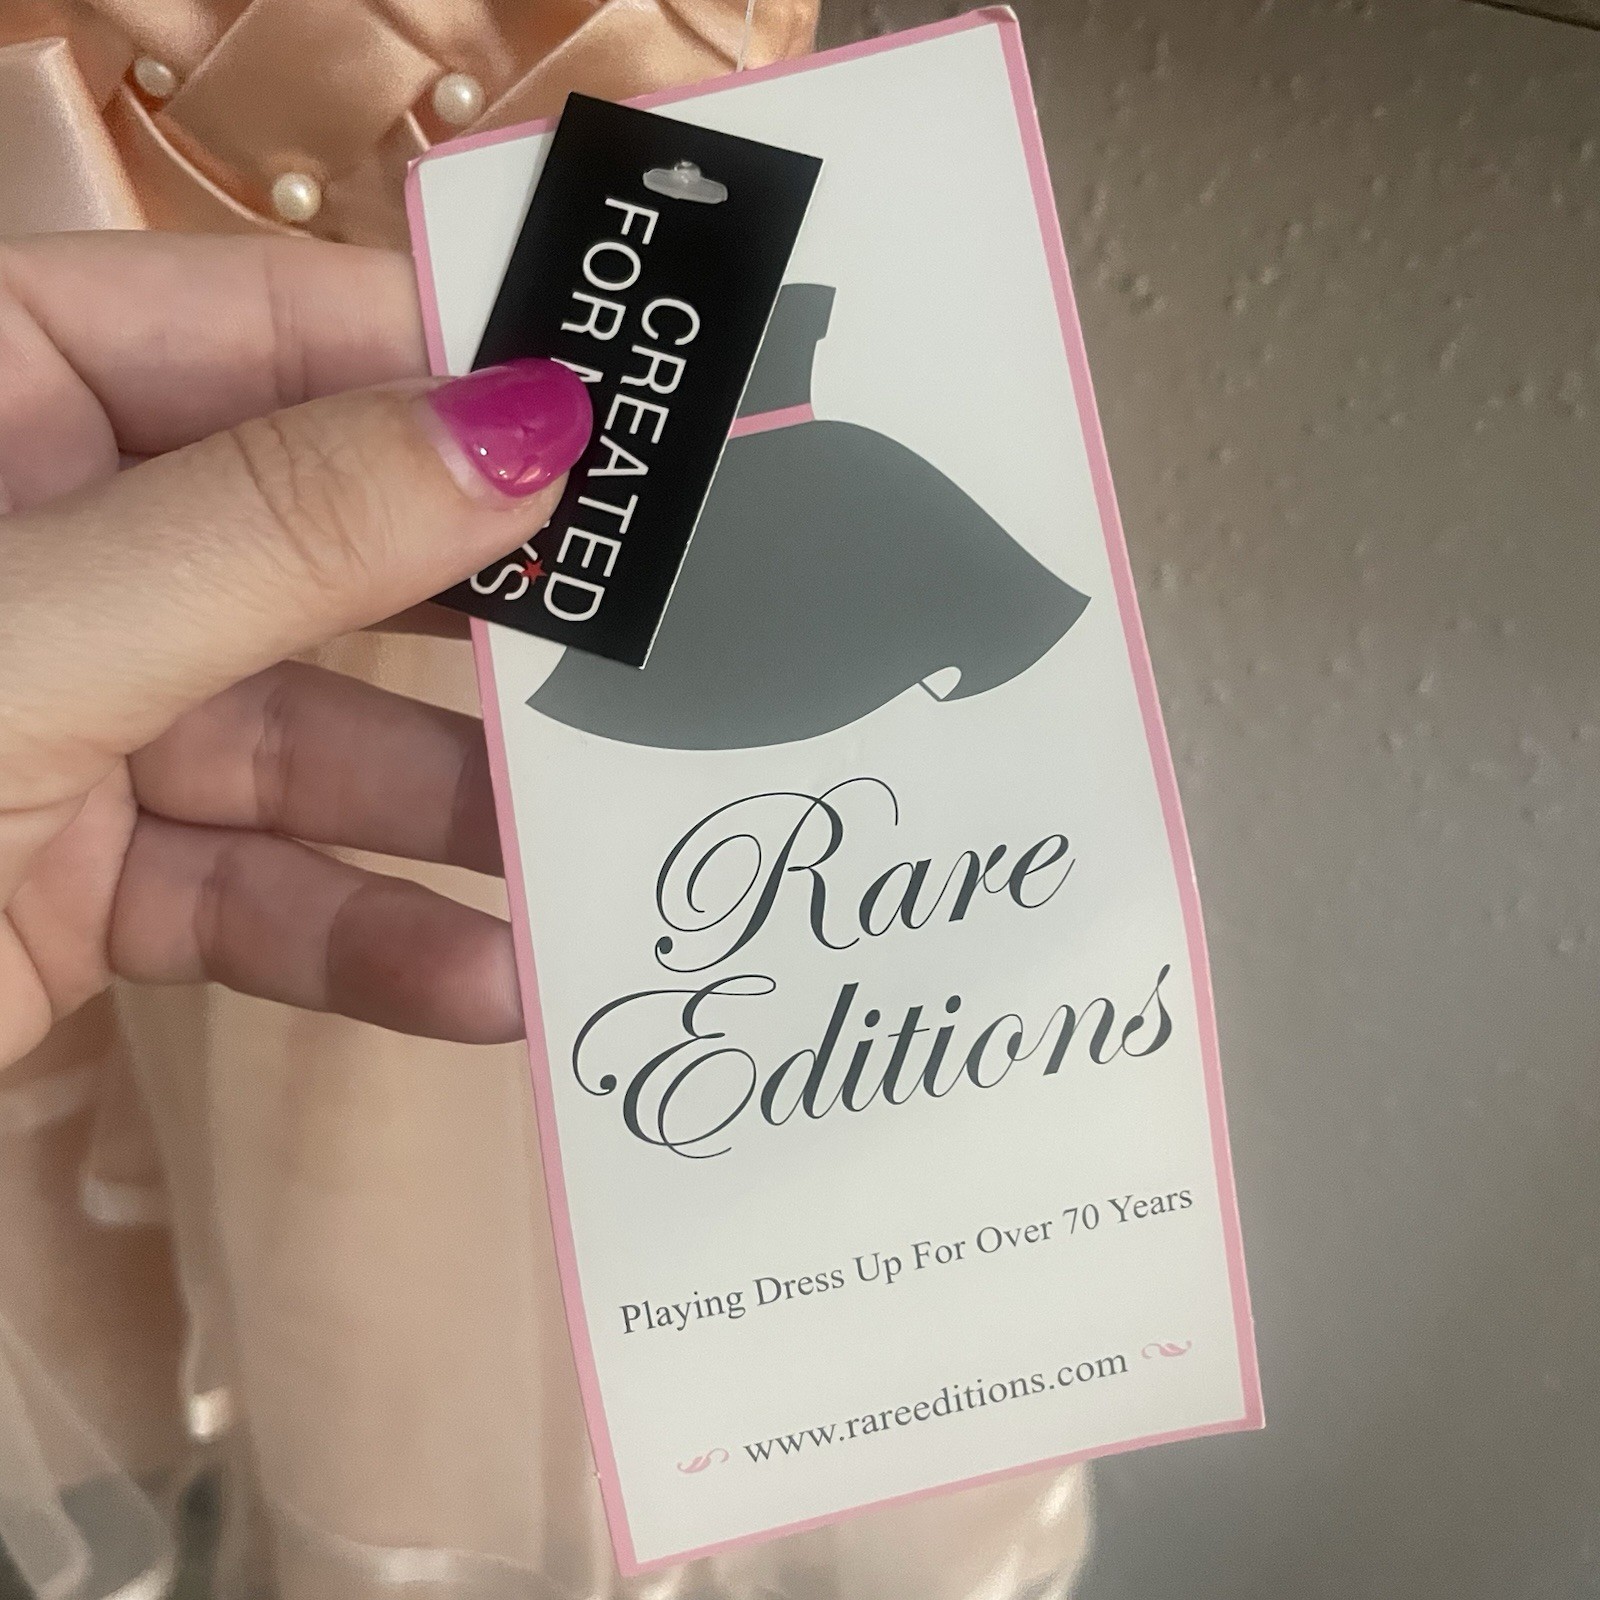 CREATED
FOR
Rare
Editions
Playing Dress Up For Over 70 Years
www.rareeditions.com